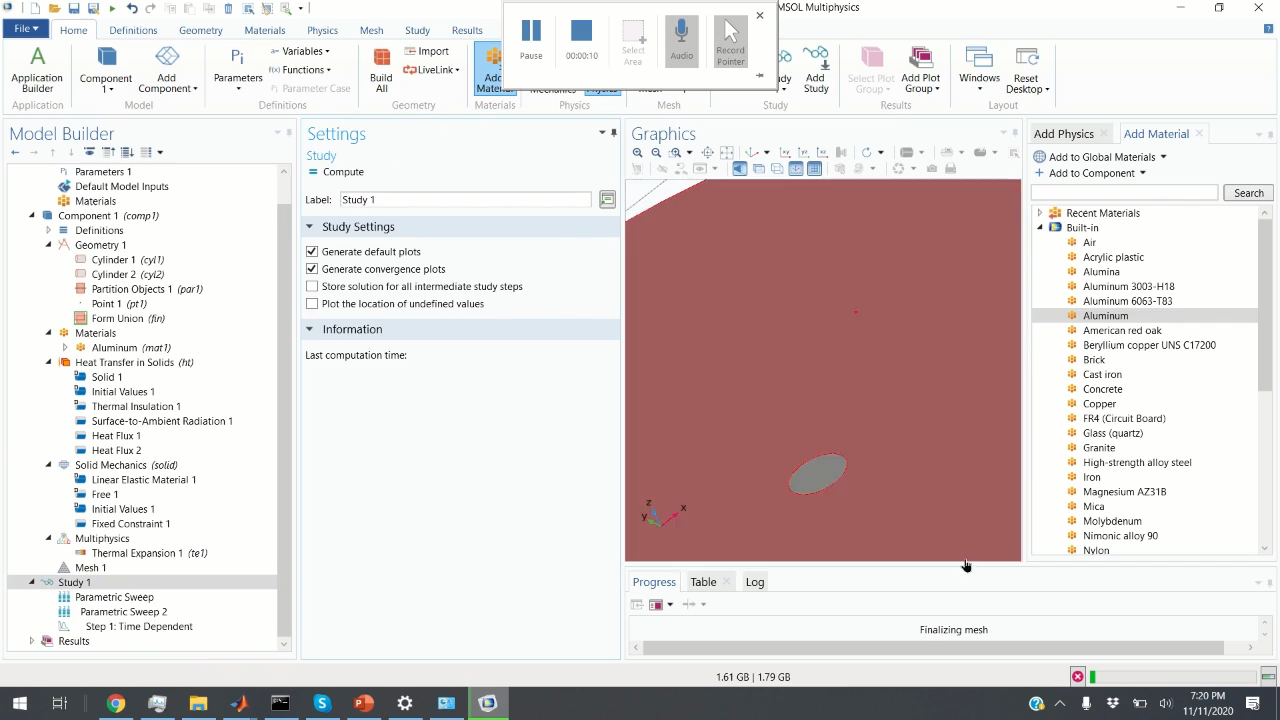 MSOL Multiphysics
File
Home
Definitions
Geometry
Materials
Physics
Mesh
Study
Results
Pause
00:00:10
Select Area
Audio
Record Pointer
Application Builder
Component 1
Add Component
Parameters
Variables
Functions
Parameter Case
Build All
Import
LiveLink
Add Material
Add Study
Select Plot Group
Add Plot Group
Windows
Reset Desktop
Application
Model
Definitions
Geometry
Materials
Physics
Mesh
Study
Results
Layout
Model Builder
Parameters 1
Default Model Inputs
Materials
Component 1 (comp1)
Definitions
Geometry 1
Cylinder 1 (cyl1)
Cylinder 2 (cyl2)
Partition Objects 1 (par1)
Point 1 (pt1)
Form Union (fin)
Materials
Aluminum (mat1)
Heat Transfer in Solids (ht)
Solid 1
Initial Values 1
Thermal Insulation 1
Surface-to-Ambient Radiation 1
Heat Flux 1
Heat Flux 2
Solid Mechanics (solid)
Linear Elastic Material 1
Free 1
Initial Values 1
Fixed Constraint 1
Multiphysics
Thermal Expansion 1 (te1)
Mesh 1
Study 1
Parametric Sweep
Parametric Sweep 2
Step 1: Time Dependent
Results
Settings
Study
Compute
Label: Study 1
Study Settings
Generate default plots
Generate convergence plots
Store solution for all intermediate study steps
Plot the location of undefined values
Information
Last computation time:
Graphics
z
y
x
Progress
Table
Log
Finalizing mesh
Add Physics
Add Material
Add to Global Materials
Add to Component
Search
Recent Materials
Built-in
Air
Acrylic plastic
Alumina
Aluminum 3003-H18
Aluminum 6063-T83
Aluminum
American red oak
Beryllium copper UNS C17200
Brick
Cast iron
Concrete
Copper
FR4 (Circuit Board)
Glass (quartz)
Granite
High-strength alloy steel
Iron
Magnesium AZ31B
Mica
Molybdenum
Nimonic alloy 90
Nylon
1.61 GB | 1.79 GB
7:20 PM
11/11/2020